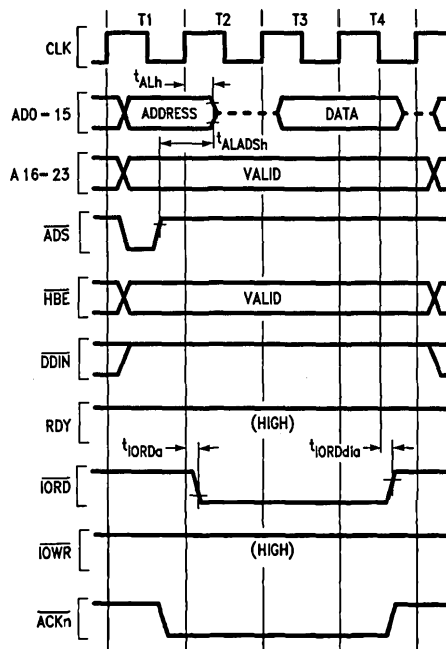 T1 T2 T3 T4
CLK
tALh
AD0-15 ADDRESS DATA
tALADSh
A16-23 VALID
ADS
HBE VALID
DDIN
RDY (HIGH)
tIORDa tIORDdia
IORD
IOWR (HIGH)
ACKn